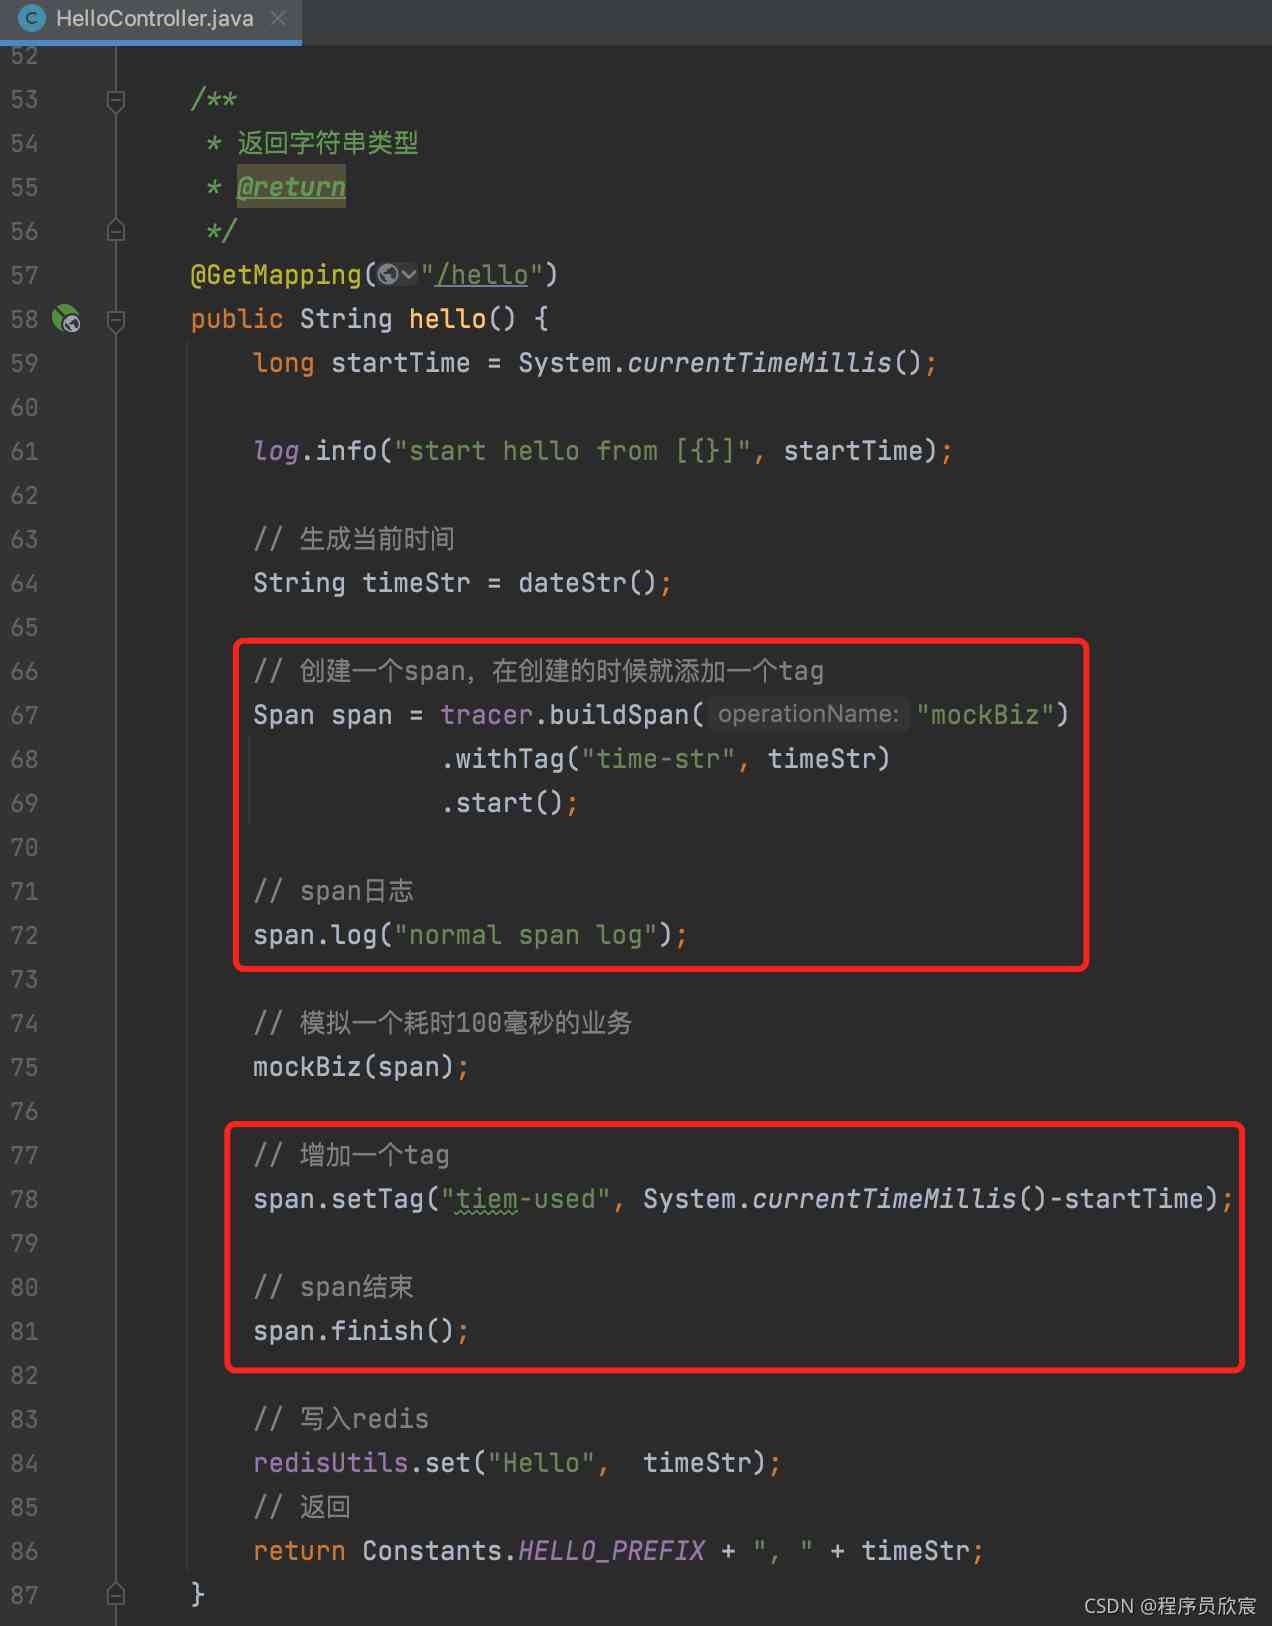 HelloController.java
52
53 /**
54 * 返回字符串类型
55 * @return
56 */
57 @GetMapping("/hello")
58 public String hello() {
59 long startTime = System.currentTimeMillis();
60
61 log.info("start hello from [{}]", startTime);
62
63 // 生成当前时间
64 String timeStr = dateStr();
65
66 // 创建一个span，在创建的时候就添加一个tag
67 Span span = tracer.buildSpan( operationName: "mockBiz")
68 .withTag("time-str", timeStr)
69 .start();
70
71 // span日志
72 span.log("normal span log");
73
74 // 模拟一个耗时100毫秒的业务
75 mockBiz(span);
76
77 // 增加一个tag
78 span.setTag("tiem-used", System.currentTimeMillis()-startTime);
79
80 // span结束
81 span.finish();
82
83 // 写入redis
84 redisUtils.set("Hello",  timeStr);
85 // 返回
86 return Constants.HELLO_PREFIX + ", " + timeStr;
87 }
CSDN @程序员欣宸